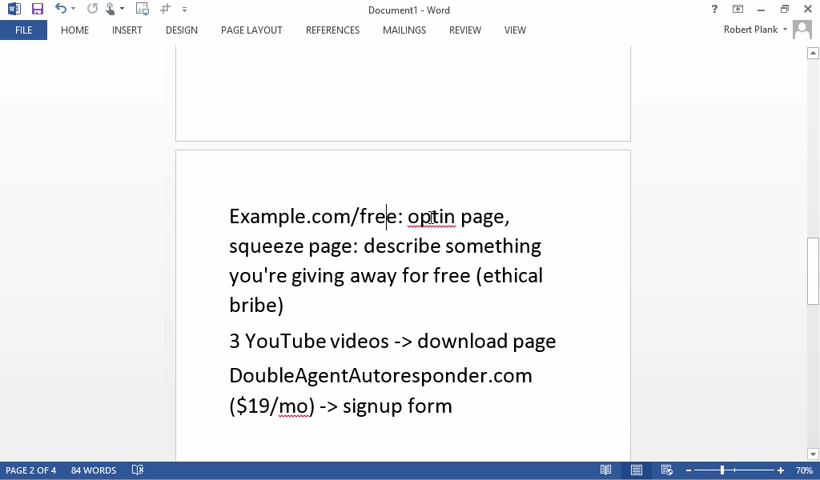 Document1 - Word
Robert Plank
FILE HOME INSERT DESIGN PAGE LAYOUT REFERENCES MAILINGS REVIEW VIEW
Example.com/free: optin page,
squeeze page: describe something
you're giving away for free (ethical
bribe)
3 YouTube videos -> download page
DoubleAgentAutoresponder.com
($19/mo) -> signup form
PAGE 2 OF 4 84 WORDS 70%